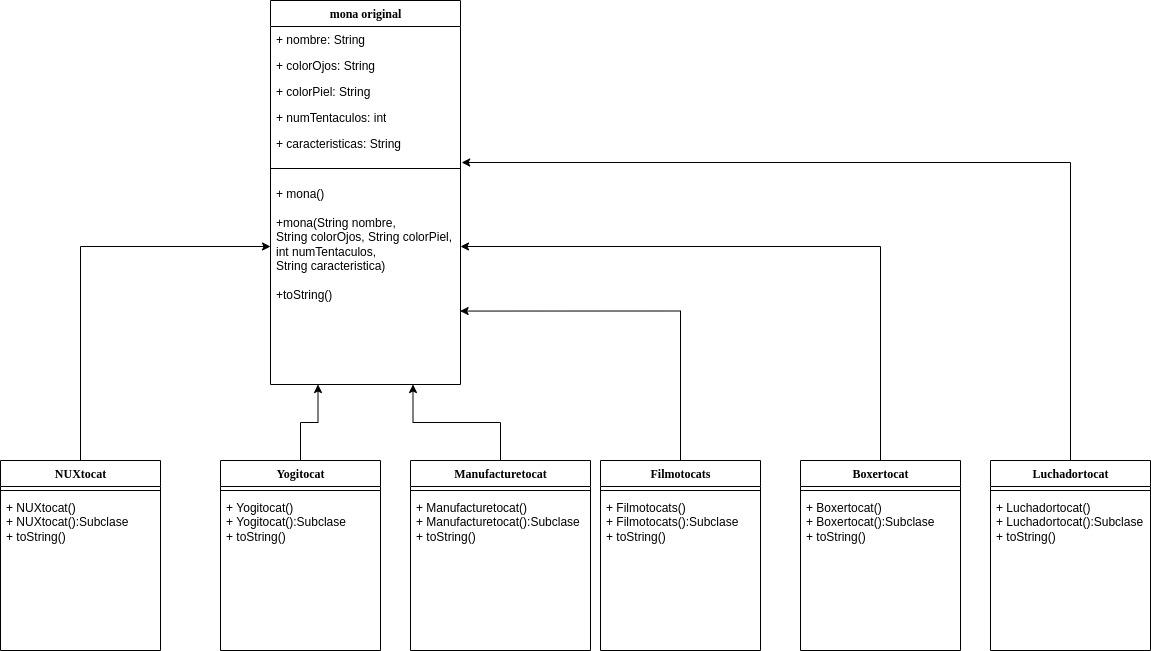 mona original
+ nombre: String
+ colorOjos: String
+ colorPiel: String
+ numTentaculos: int
+ caracteristicas: String
+ mona()
+mona(String nombre,
String colorOjos, String colorPiel,
int numTentaculos,
String caracteristica)
+toString()
NUXtocat
+ NUXtocat()
+ NUXtocat():Subclase
+ toString()
Yogitocat
+ Yogitocat()
+ Yogitocat():Subclase
+ toString()
Manufacturetocat
+ Manufacturetocat()
+ Manufacturetocat():Subclase
+ toString()
Filmotocats
+ Filmotocats()
+ Filmotocats():Subclase
+ toString()
Boxertocat
+ Boxertocat()
+ Boxertocat():Subclase
+ toString()
Luchadortocat
+ Luchadortocat()
+ Luchadortocat():Subclase
+ toString()